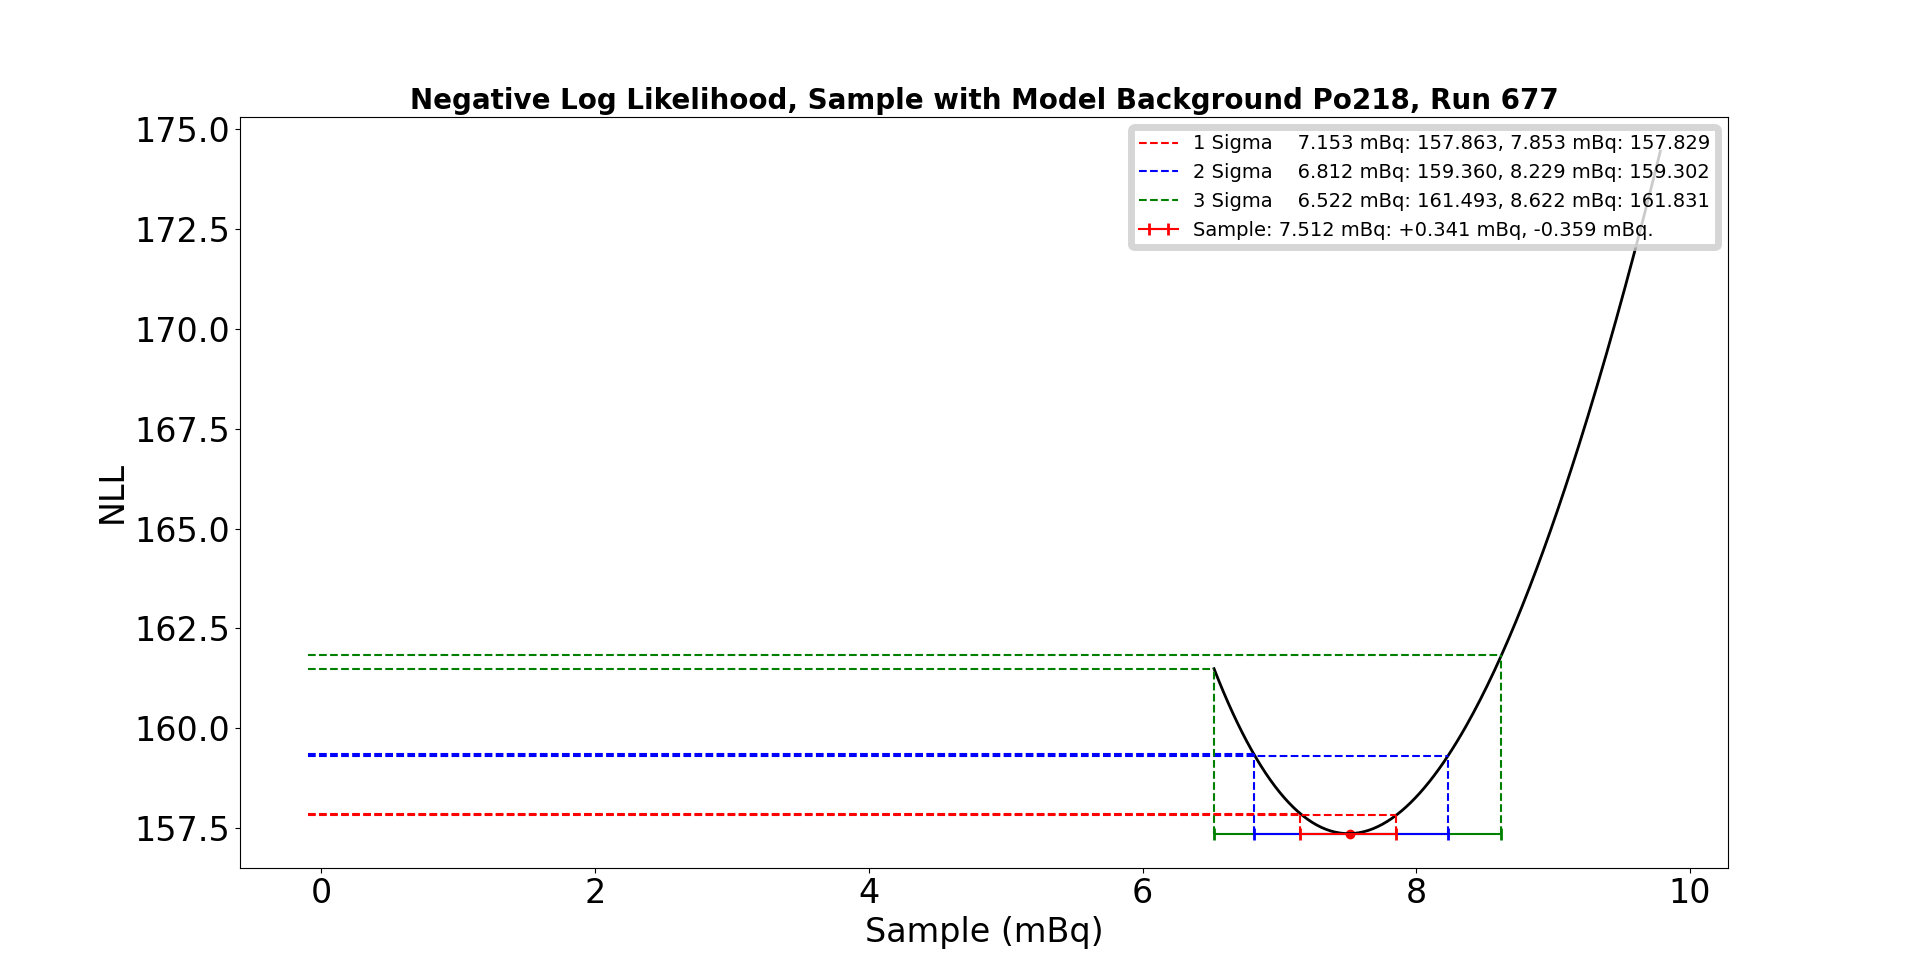 Negative Log Likelihood, Sample with Model Background Po218, Run 677
1 Sigma    7.153 mBq: 157.863, 7.853 mBq: 157.829
2 Sigma    6.812 mBq: 159.360, 8.229 mBq: 159.302
3 Sigma    6.522 mBq: 161.493, 8.622 mBq: 161.831
Sample: 7.512 mBq: +0.341 mBq, -0.359 mBq.
NLL
175.0
172.5
170.0
167.5
165.0
162.5
160.0
157.5
0 2 4 6 8 10
Sample (mBq)